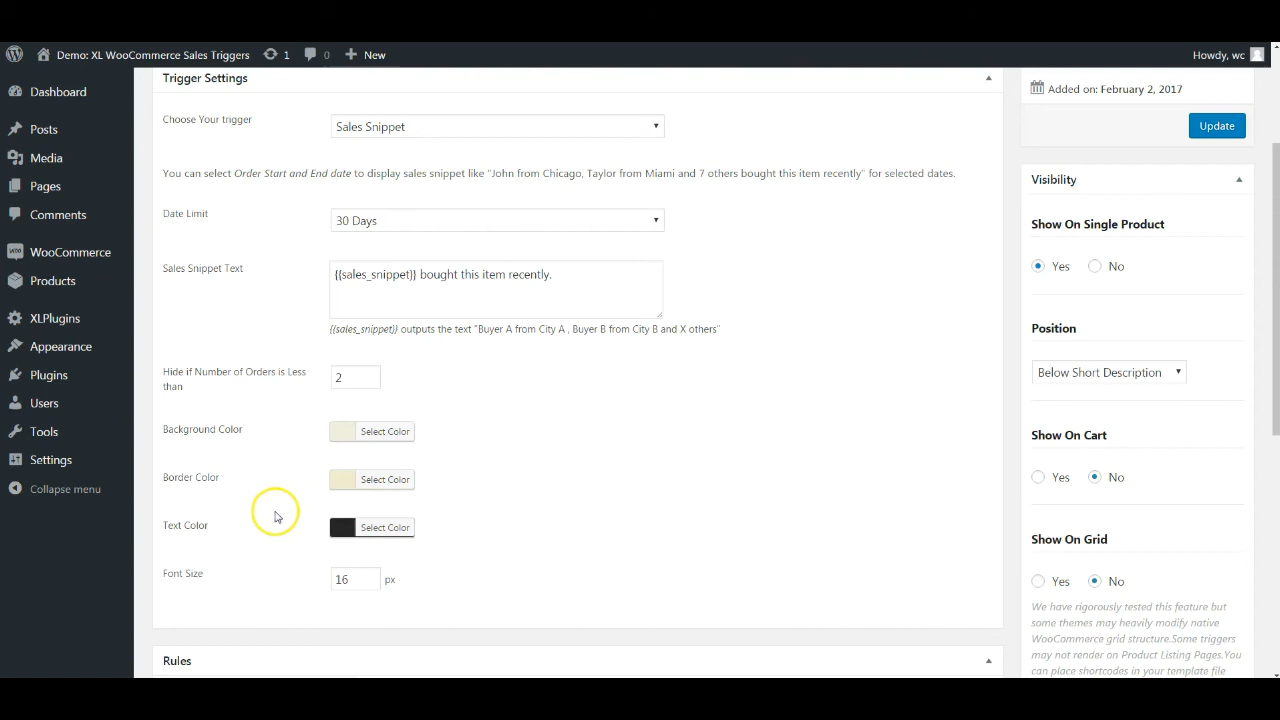 Demo: XL WooCommerce Sales Triggers 1 0 New Howdy, wc
Dashboard
Posts
Media
Pages
Comments
WooCommerce
Products
XLPlugins
Appearance
Plugins
Users
Tools
Settings
Collapse menu
Trigger Settings
Choose Your trigger Sales Snippet
You can select Order Start and End date to display sales snippet like "John from Chicago, Taylor from Miami and 7 others bought this item recently" for selected dates.
Date Limit 30 Days
Sales Snippet Text {{sales_snippet}} bought this item recently.
{{sales_snippet}} outputs the text "Buyer A from City A , Buyer B from City B and X others"
Hide if Number of Orders is Less
than
2
Background Color Select Color
Border Color Select Color
Text Color Select Color
Font Size 16 px
Rules
Added on: February 2, 2017
Update
Visibility
Show On Single Product
Yes No
Position
Below Short Description
Show On Cart
Yes No
Show On Grid
Yes No
We have rigorously tested this feature but
some themes may heavily modify native
WooCommerce grid structure.Some triggers
may not render on Product Listing Pages.You
can place shortcodes in your template file